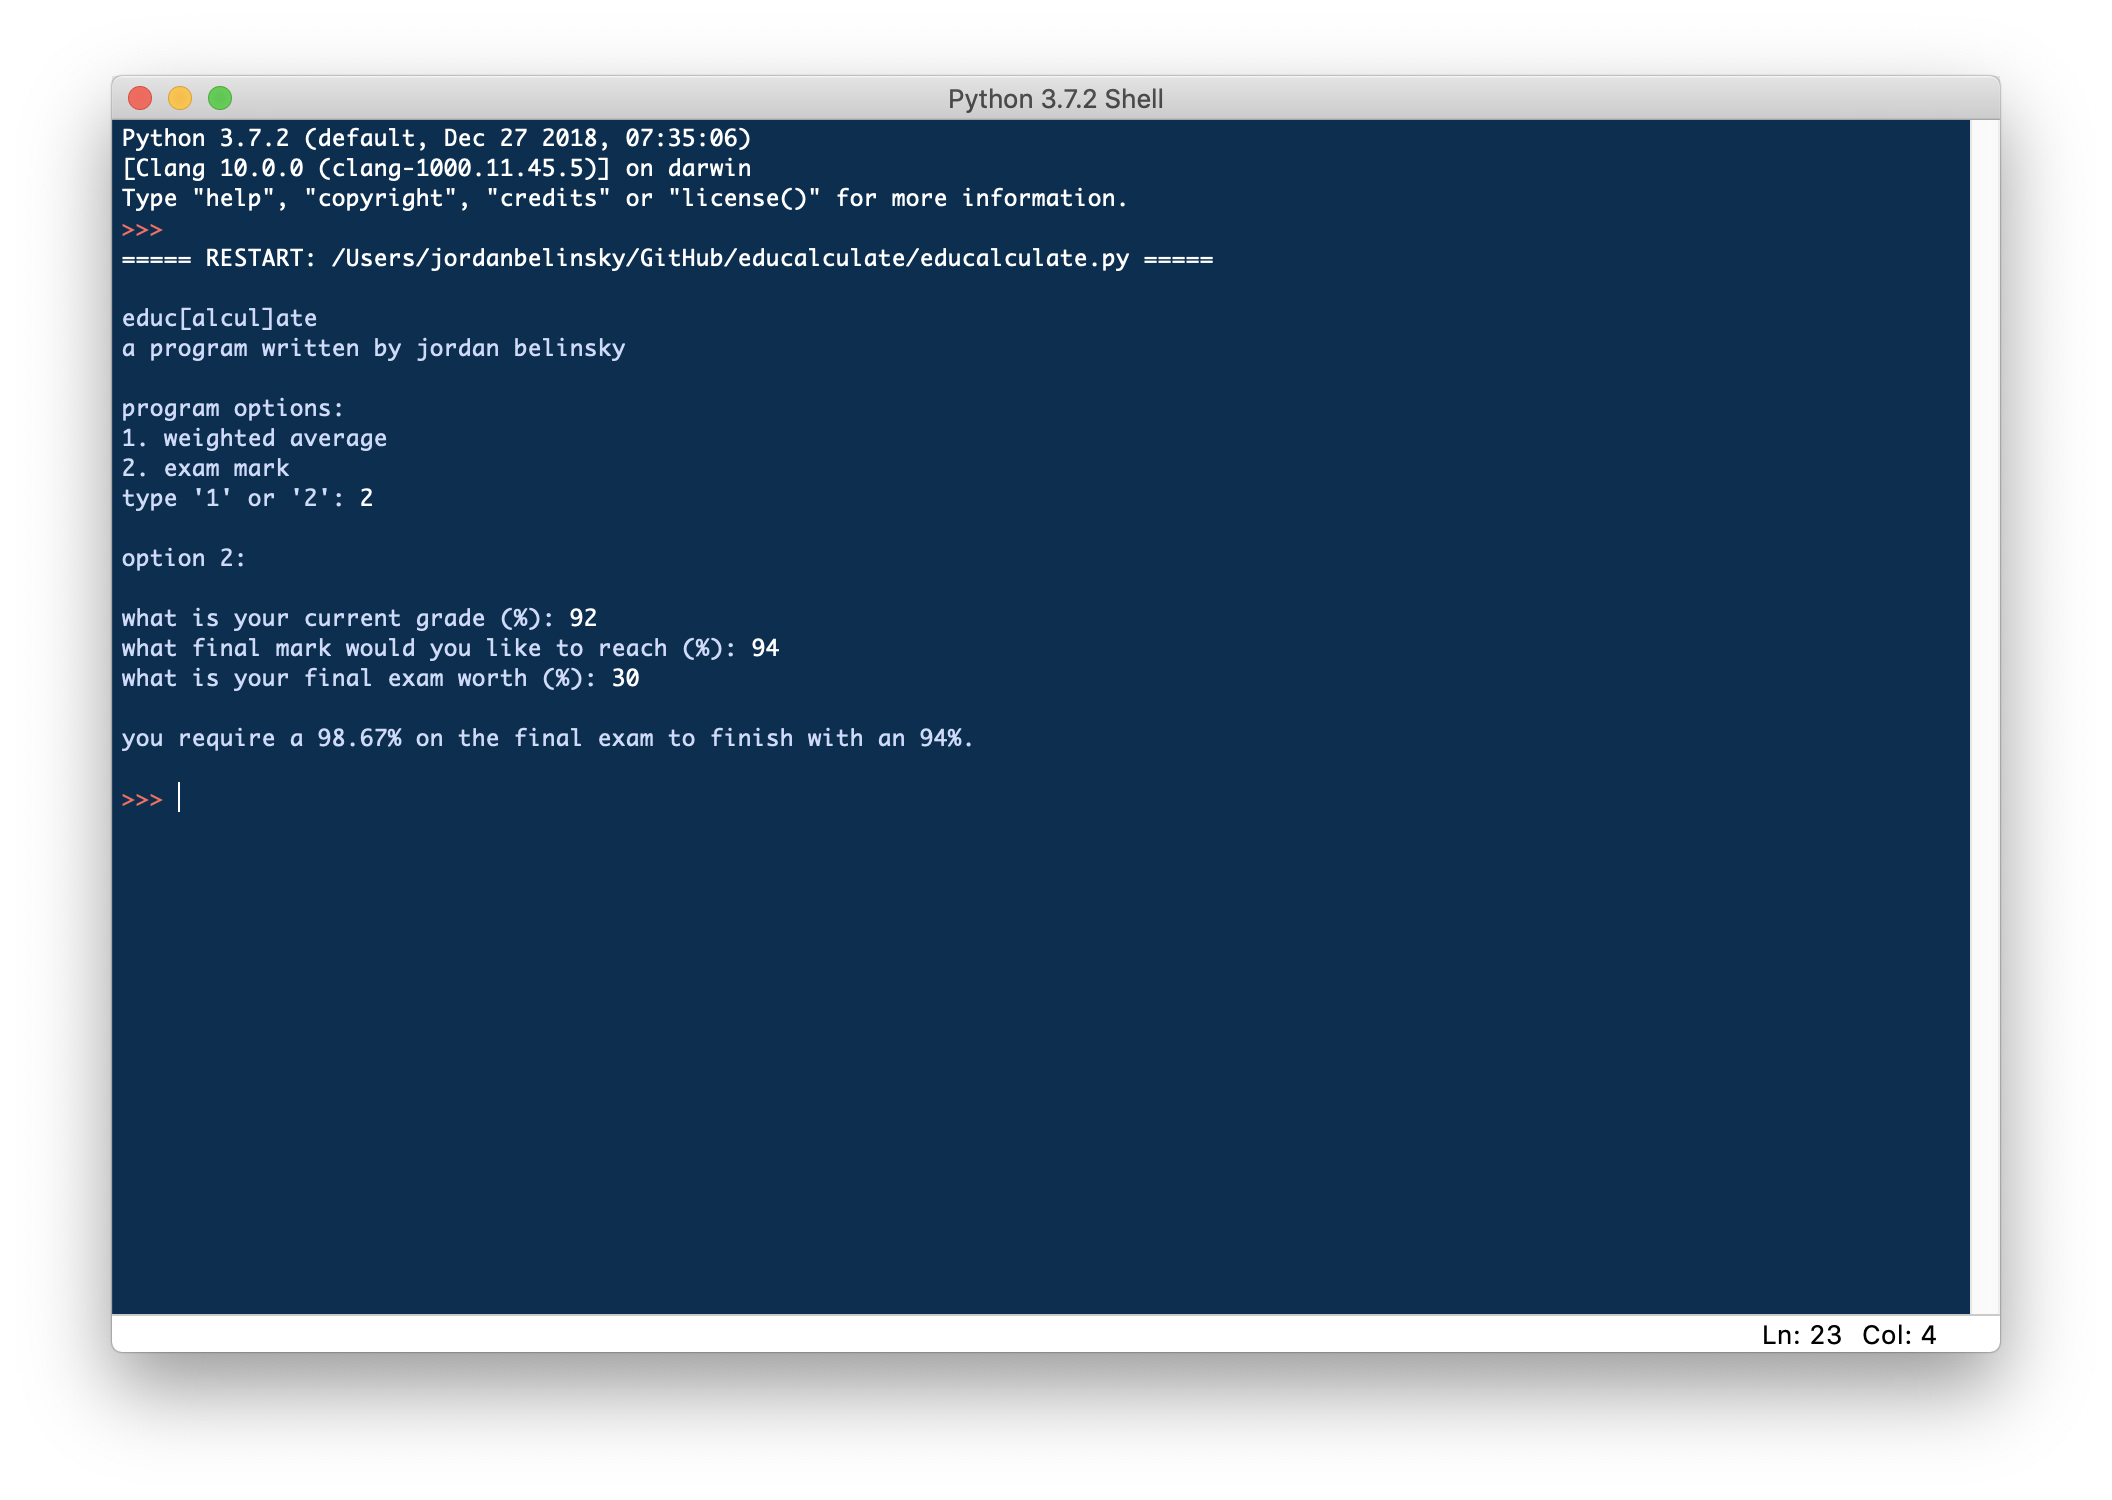 Python 3.7.2 Shell
Python 3.7.2 (default, Dec 27 2018, 07:35:06)
[Clang 10.0.0 (clang-1000.11.45.5)] on darwin
Type "help", "copyright", "credits" or "license()" for more information.
>>>
===== RESTART: /Users/jordanbelinsky/GitHub/educalculate/educalculate.py =====
educ[alcul]ate
a program written by jordan belinsky
program options:
1. weighted average
2. exam mark
type '1' or '2': 2
option 2:
what is your current grade (%): 92
what final mark would you like to reach (%): 94
what is your final exam worth (%): 30
you require a 98.67% on the final exam to finish with an 94%.
>>>
Ln: 23 Col: 4